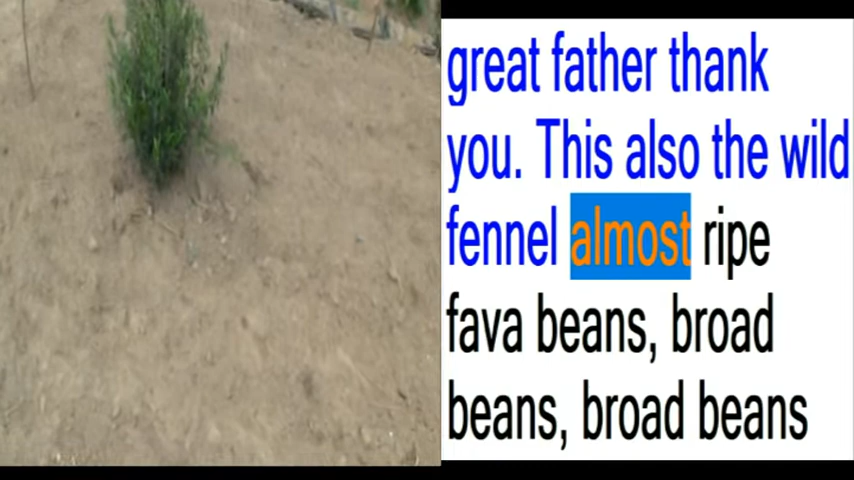 great father thank
you. This also the wild
fennel almost ripe
fava beans, broad
beans, broad beans